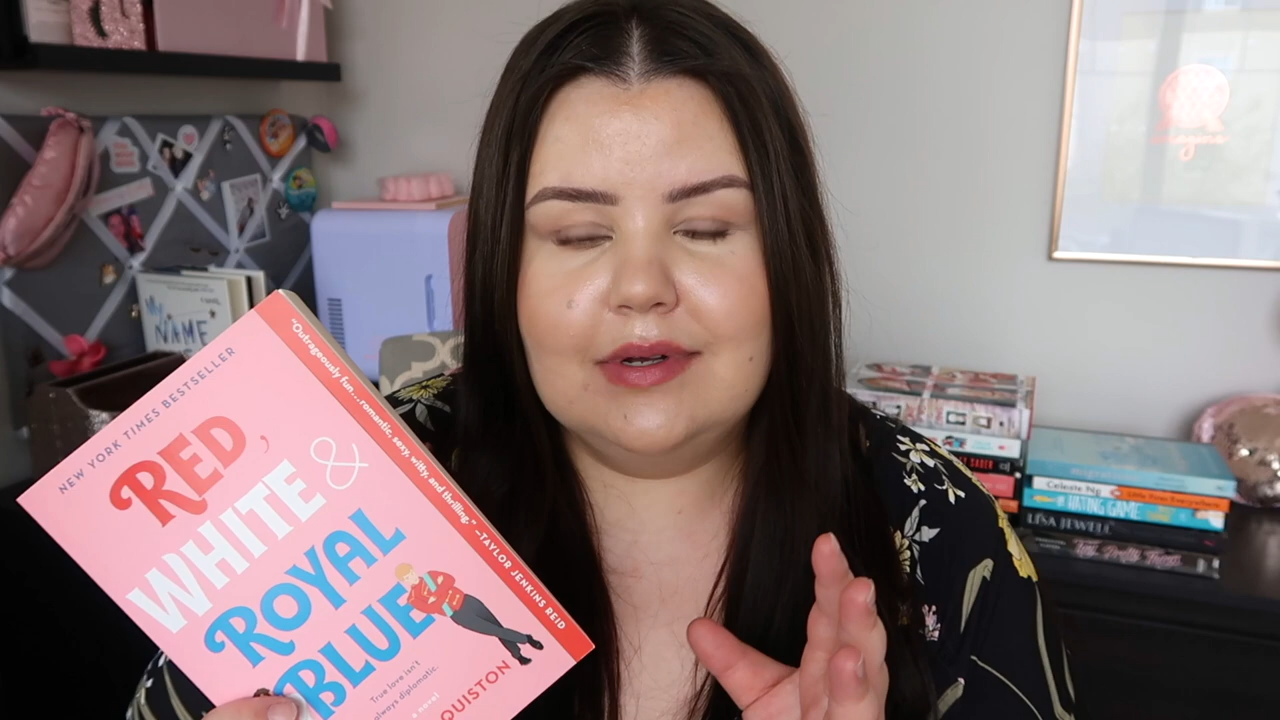 NEW YORK TIMES BESTSELLER
"Outrageously fun...romantic, sexy, witty, and thrilling." —TAYLOR JENKINS REID
RED,
WHITE &
ROYAL
BLUE
True love isn't
always diplomatic.
a novel
QUISTON
My
NAME
Celeste Ng
Little Fires Everywhere
THE HATING GAME
LISA JEWELL